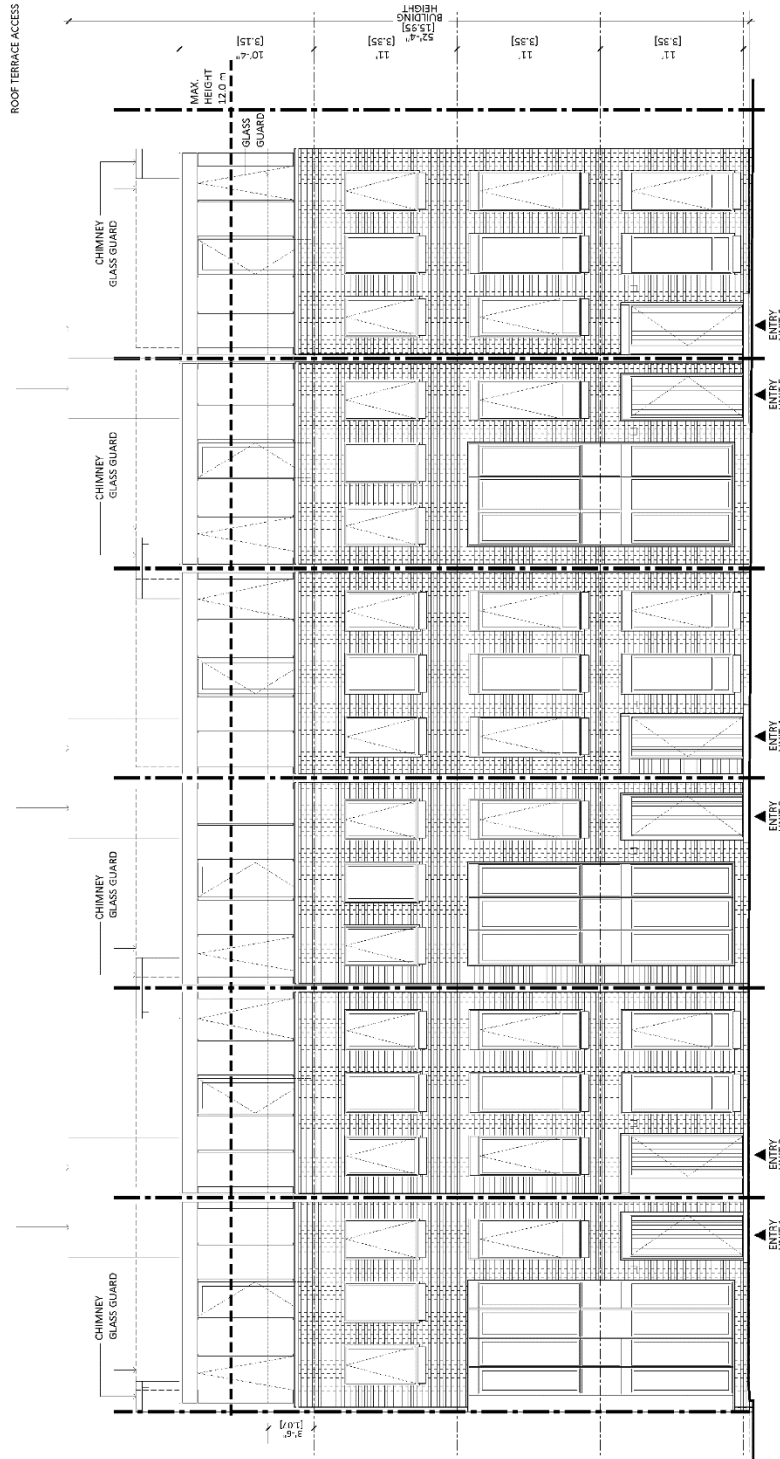 ROOF TERRACE ACCESS
52'-4"
[15.95]
BUILDING
HEIGHT
10'-4"
[3.15]
11'
[3.35]
11'
[3.35]
11'
[3.35]
MAX.
HEIGHT
12.0 m
GLASS
GUARD
CHIMNEY
GLASS GUARD
CHIMNEY
GLASS GUARD
CHIMNEY
GLASS GUARD
CHIMNEY
GLASS GUARD
3'-6"
[1.07]
ENTRY
ENTRY
ENTRY
ENTRY
ENTRY
ENTRY